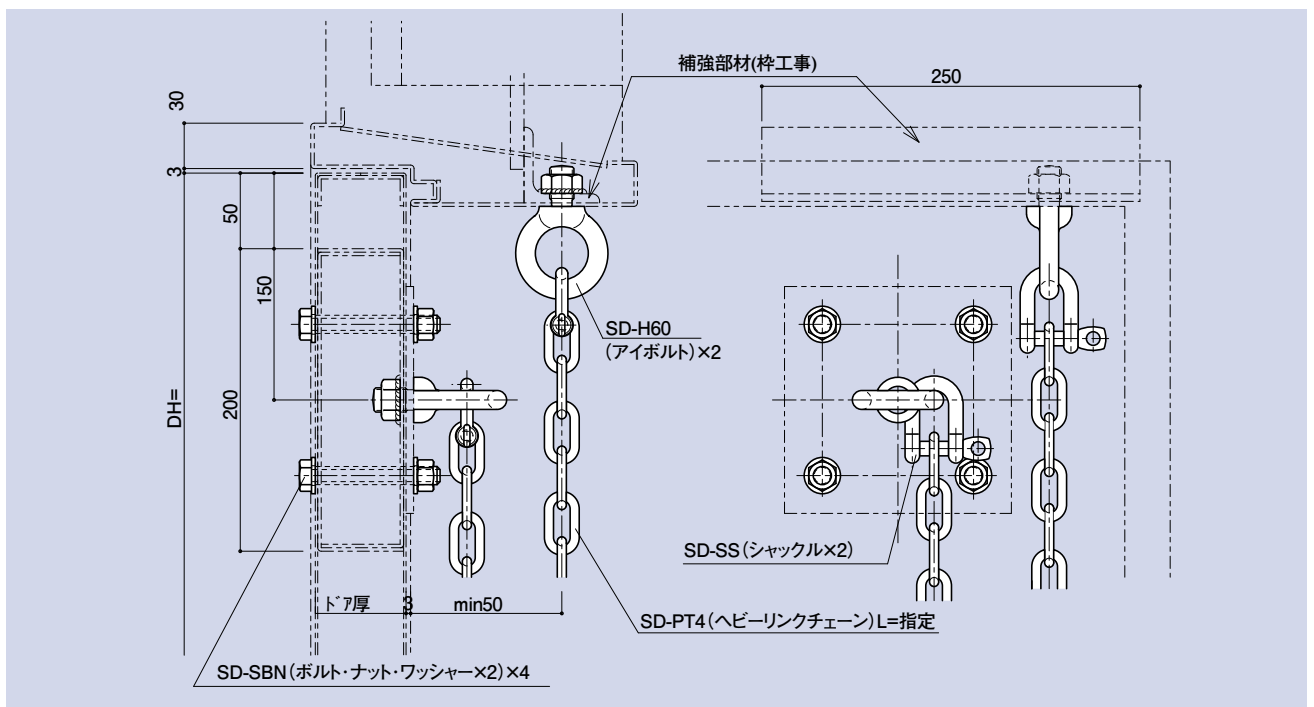 補強部材(枠工事)
250
30
3
50
150
200
DH=
SD-H60
(アイボルト)×2
SD-SS(シャックル×2)
ドア厚
3
min50
SD-PT4(ヘビーリンクチェーン)L=指定
SD-SBN(ボルト・ナット・ワッシャー×2)×4